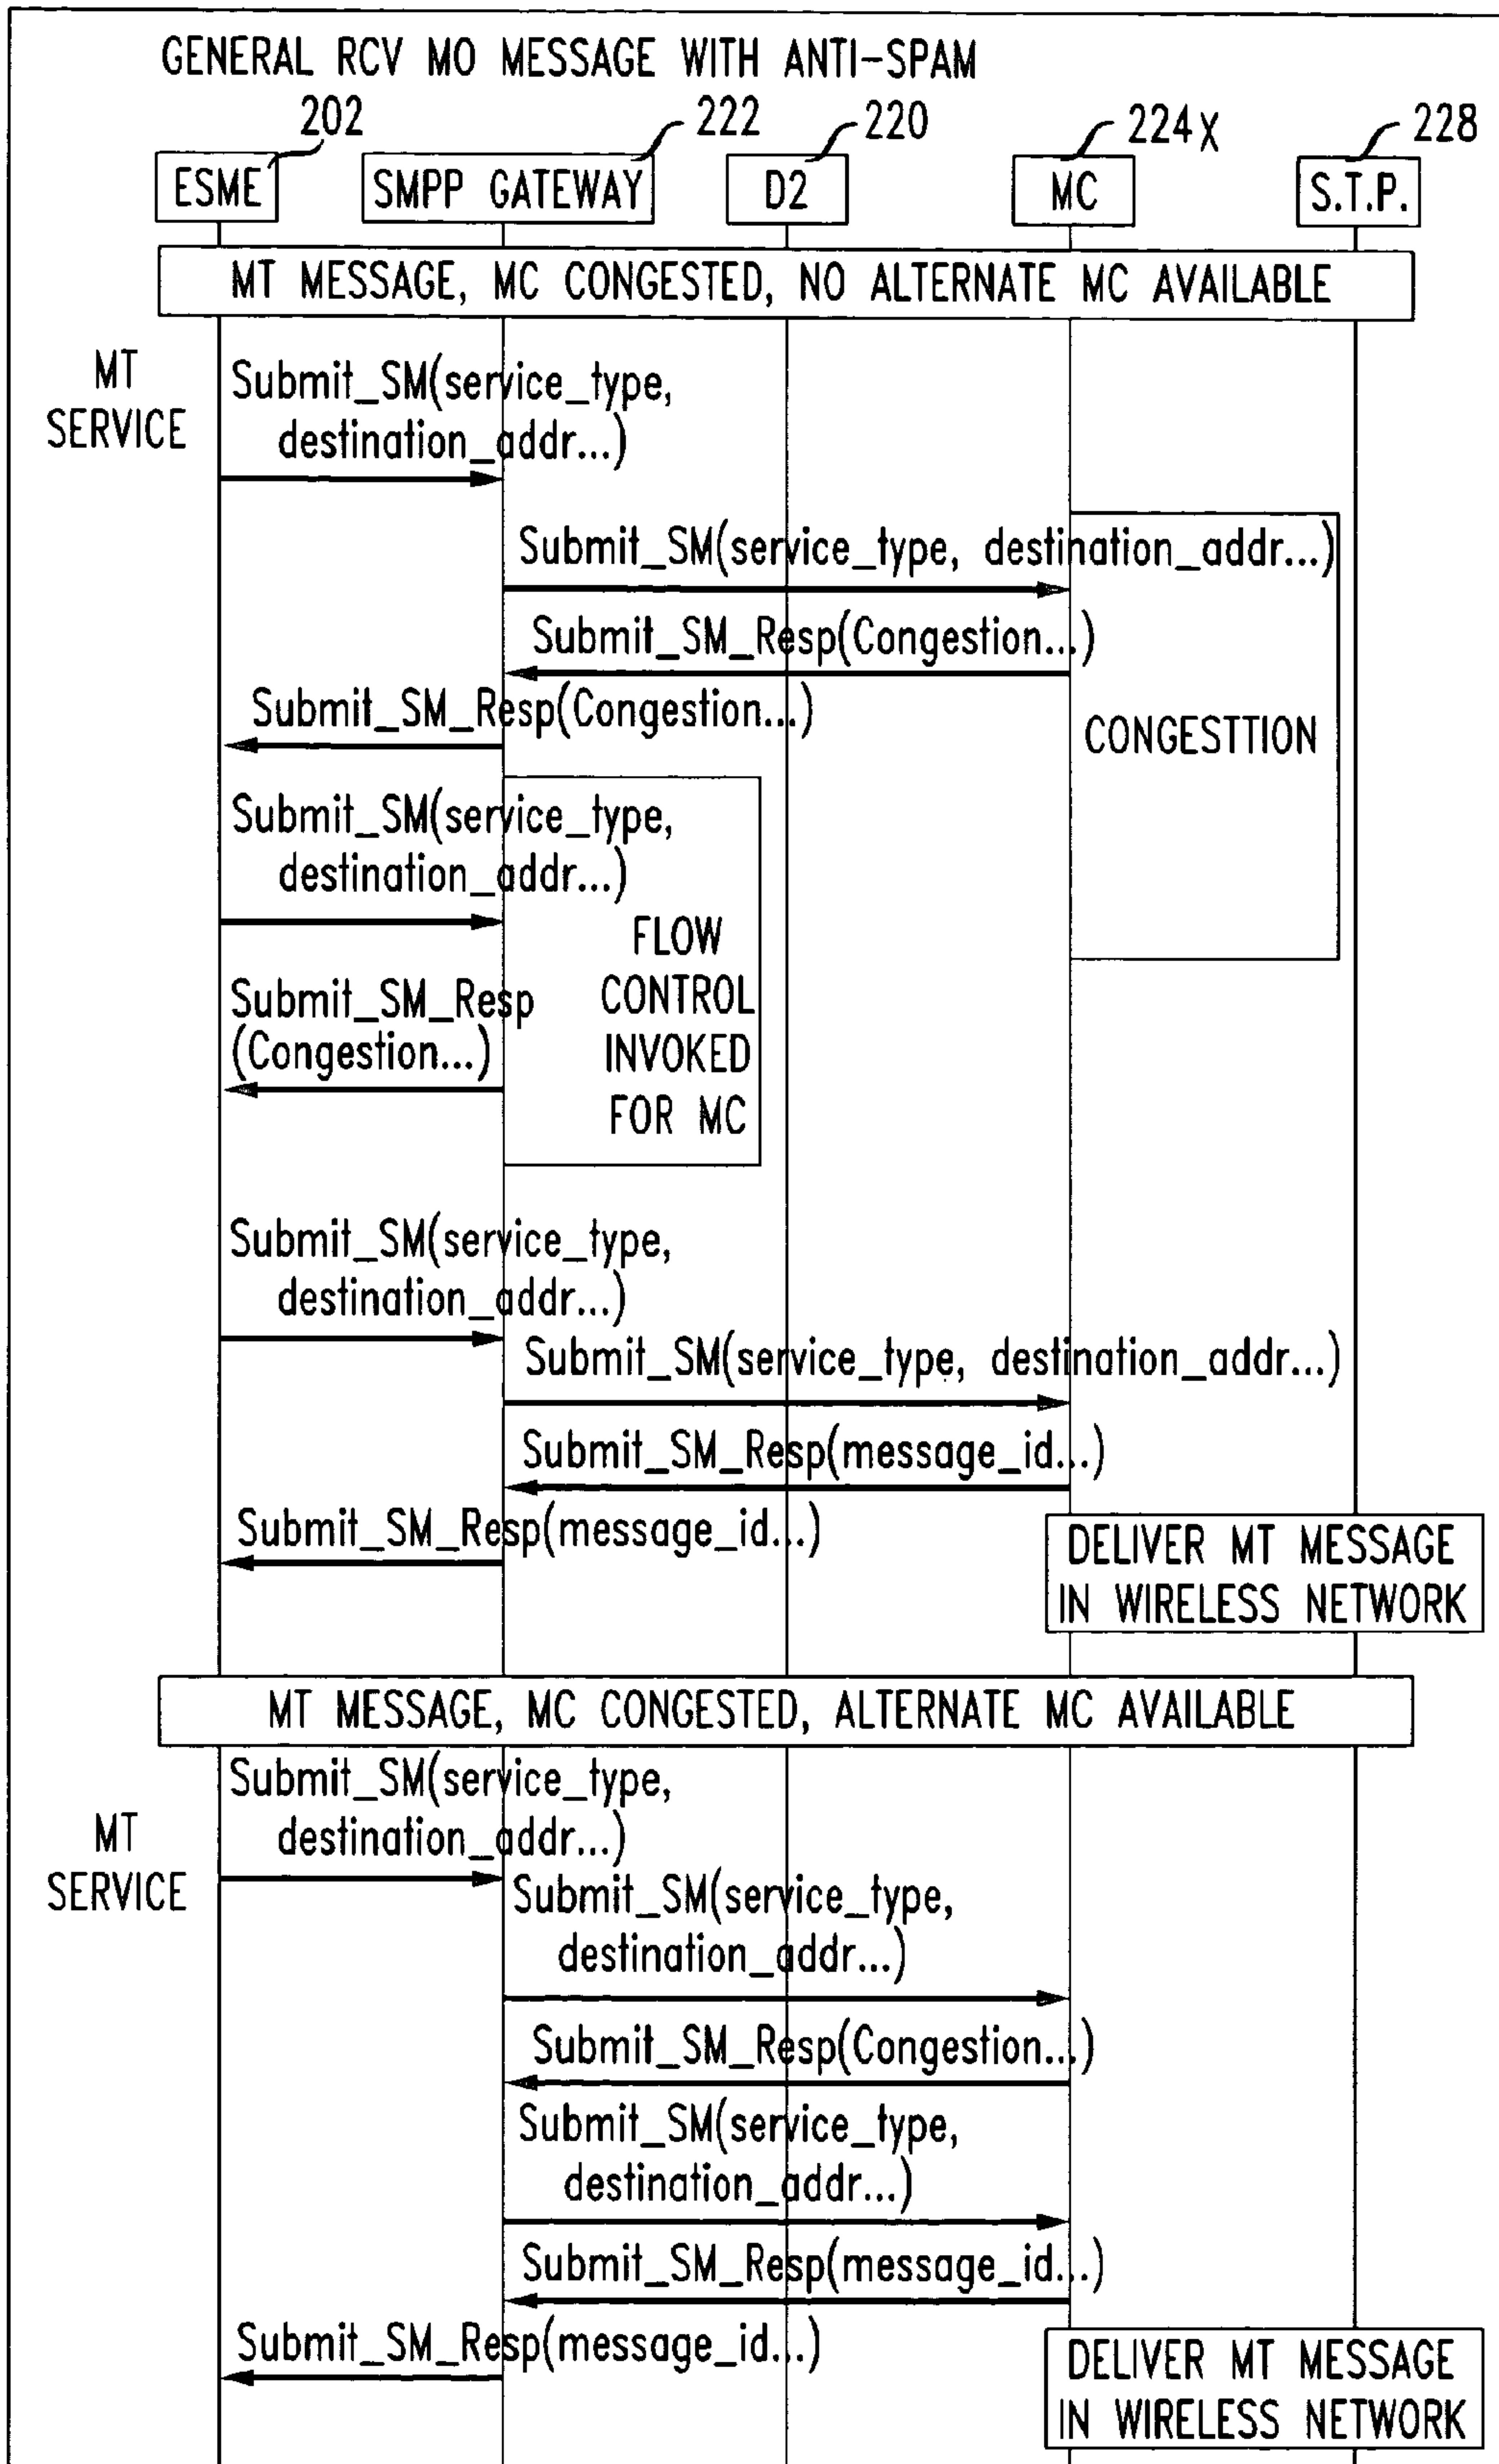 GENERAL RCV MO MESSAGE WITH ANTI-SPAM
202
222
220
224X
228
ESME
SMPP GATEWAY
D2
MC
S.T.P.
MT MESSAGE, MC CONGESTED, NO ALTERNATE MC AVAILABLE
MT
SERVICE
Submit_SM(service_type,
destination_addr...)
Submit_SM(service_type, destination_addr...)
Submit_SM_Resp(Congestion...)
Submit_SM_Resp(Congestion...)
CONGESTTION
Submit_SM(service_type,
destination_addr...)
FLOW
CONTROL
INVOKED
FOR MC
Submit_SM_Resp
(Congestion...)
Submit_SM(service_type,
destination_addr...)
Submit_SM(service_type, destination_addr...)
Submit_SM_Resp(message_id...)
Submit_SM_Resp(message_id...)
DELIVER MT MESSAGE
IN WIRELESS NETWORK
MT MESSAGE, MC CONGESTED, ALTERNATE MC AVAILABLE
MT
SERVICE
Submit_SM(service_type,
destination_addr...)
Submit_SM(service_type,
destination_addr...)
Submit_SM_Resp(Congestion...)
Submit_SM(service_type,
destination_addr...)
Submit_SM_Resp(message_id...)
Submit_SM_Resp(message_id...)
DELIVER MT MESSAGE
IN WIRELESS NETWORK